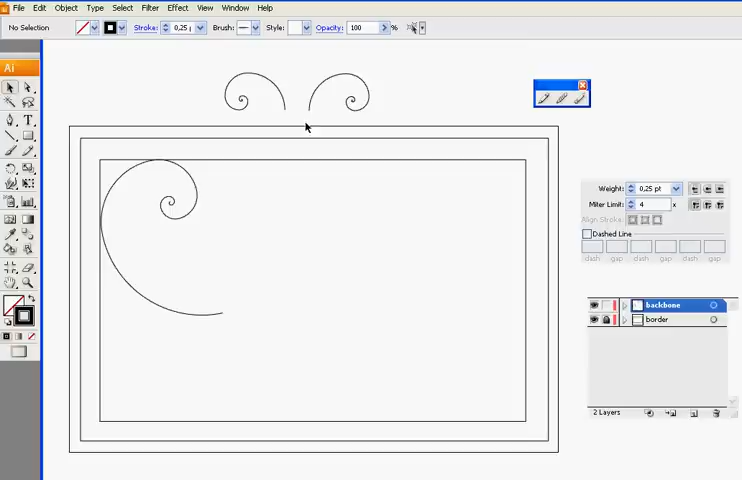 File Edit Object Type Select Filter Effect View Window Help
No Selection Stroke: 0,25 Brush: Style: Opacity: 100 %
Ai
T
Weight: 0,25 pt
Miter Limit: 4 x
Align Stroke:
Dashed Line
dash gap dash gap dash gap
backbone
border
2 Layers